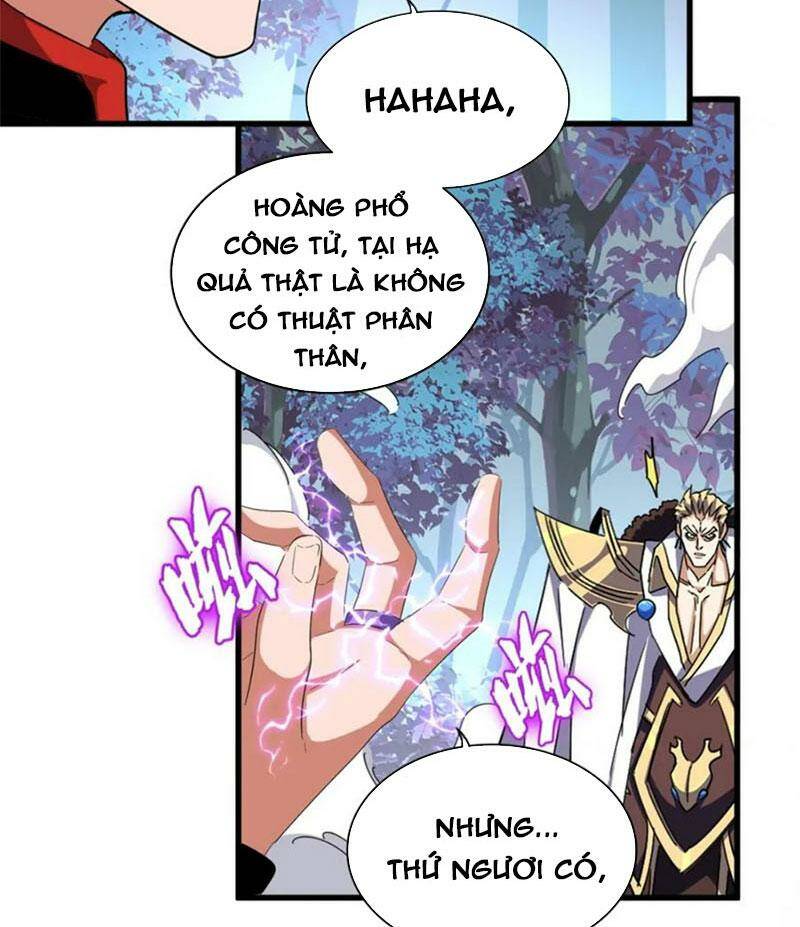 HAHAHA,
HOÀNG PHỔ
CÔNG TỬ, TẠI HẠ
QUẢ THẬT LÀ KHÔNG
CÓ THUẬT PHÂN
THÂN,
NHƯNG...
THỨ NGƯƠI CÓ,